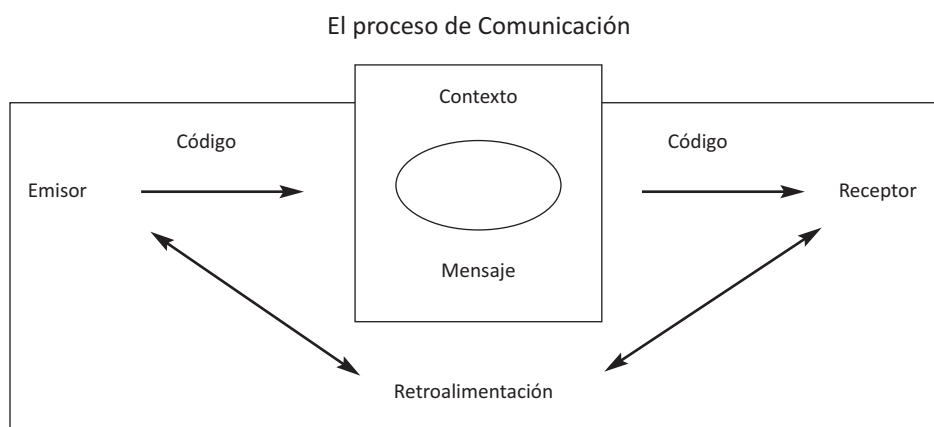 El proceso de Comunicación
Contexto
Código
Código
Emisor
Receptor
Mensaje
Retroalimentación